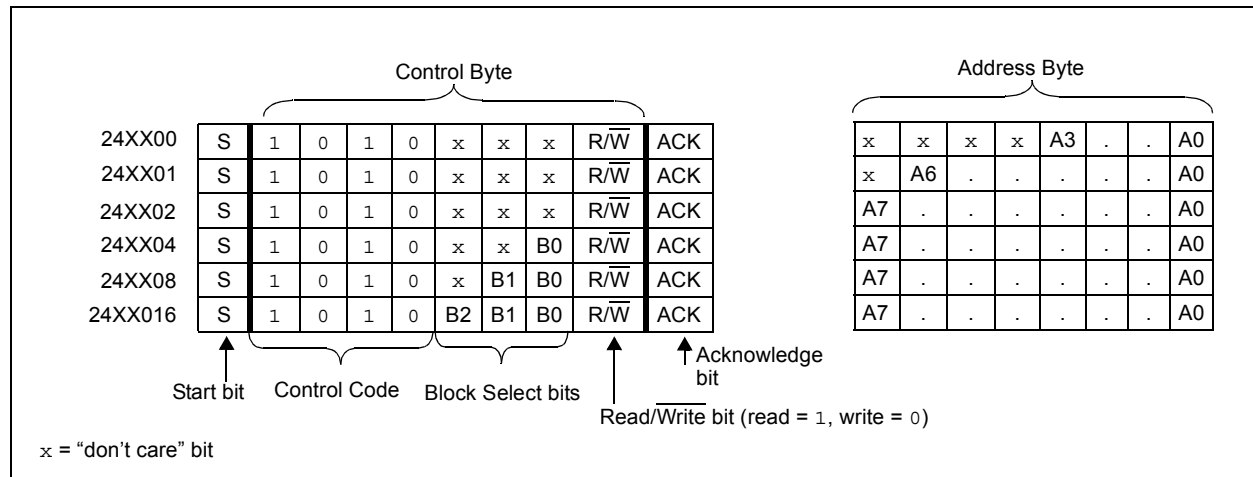 Control Byte
Address Byte
24XX00 S 1 0 1 0 x x x R/W ACK x x x x A3 . . A0
24XX01 S 1 0 1 0 x x x R/W ACK x A6 . . . . . A0
24XX02 S 1 0 1 0 x x x R/W ACK A7 . . . . . . A0
24XX04 S 1 0 1 0 x x B0 R/W ACK A7 . . . . . . A0
24XX08 S 1 0 1 0 x B1 B0 R/W ACK A7 . . . . . . A0
24XX016 S 1 0 1 0 B2 B1 B0 R/W ACK A7 . . . . . . A0
Start bit
Control Code
Block Select bits
Acknowledge
bit
Read/Write bit (read = 1, write = 0)
x = “don’t care” bit